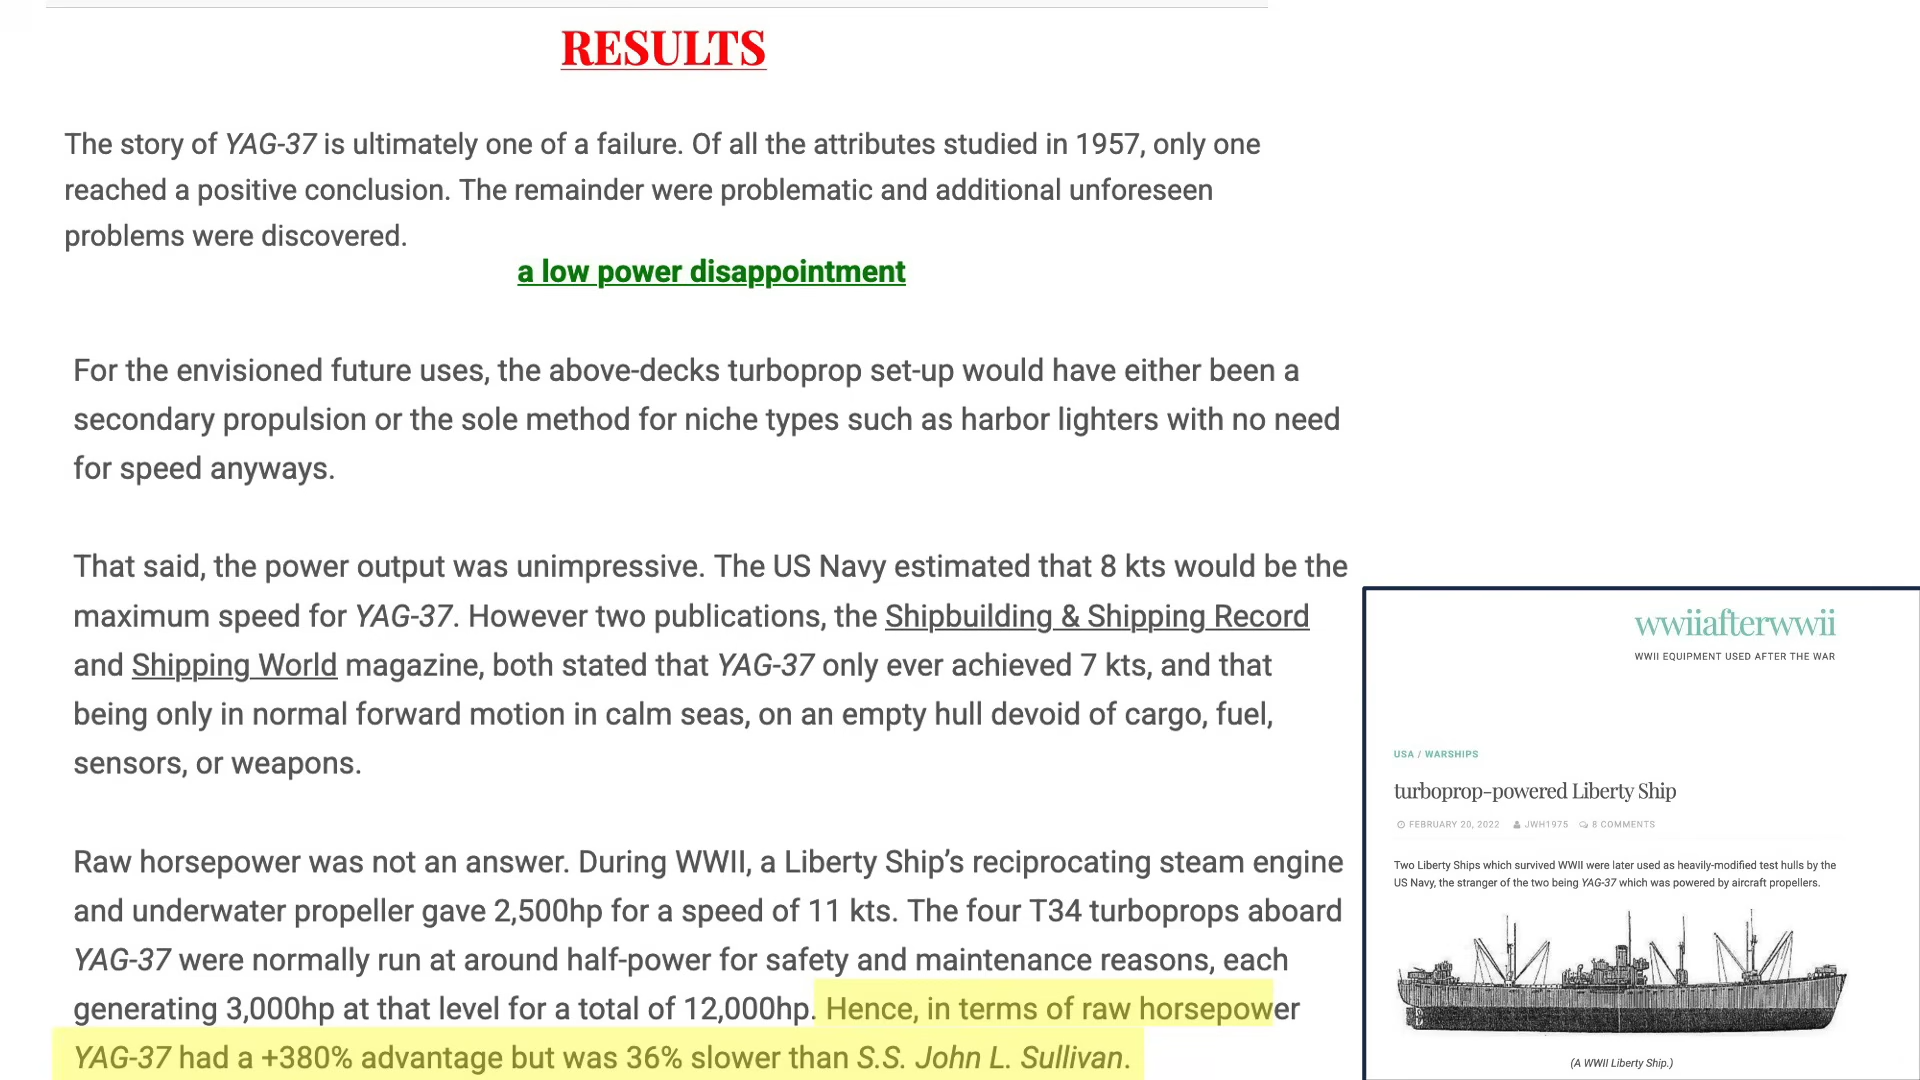 RESULTS
The story of YAG-37 is ultimately one of a failure. Of all the attributes studied in 1957, only one
reached a positive conclusion. The remainder were problematic and additional unforeseen
problems were discovered.
a low power disappointment
For the envisioned future uses, the above-decks turboprop set-up would have either been a
secondary propulsion or the sole method for niche types such as harbor lighters with no need
for speed anyways.
That said, the power output was unimpressive. The US Navy estimated that 8 kts would be the
maximum speed for YAG-37. However two publications, the Shipbuilding & Shipping Record
and Shipping World magazine, both stated that YAG-37 only ever achieved 7 kts, and that
being only in normal forward motion in calm seas, on an empty hull devoid of cargo, fuel,
sensors, or weapons.
Raw horsepower was not an answer. During WWII, a Liberty Ship’s reciprocating steam engine
and underwater propeller gave 2,500hp for a speed of 11 kts. The four T34 turboprops aboard
YAG-37 were normally run at around half-power for safety and maintenance reasons, each
generating 3,000hp at that level for a total of 12,000hp. Hence, in terms of raw horsepower
YAG-37 had a +380% advantage but was 36% slower than S.S. John L. Sullivan.
wwiiafterwwii
WWII EQUIPMENT USED AFTER THE WAR
USA / WARSHIPS
turboprop-powered Liberty Ship
FEBRUARY 20, 2022 JWH1975 8 COMMENTS
Two Liberty Ships which survived WWII were later used as heavily-modified test hulls by the
US Navy, the stranger of the two being YAG-37 which was powered by aircraft propellers.
(A WWII Liberty Ship.)